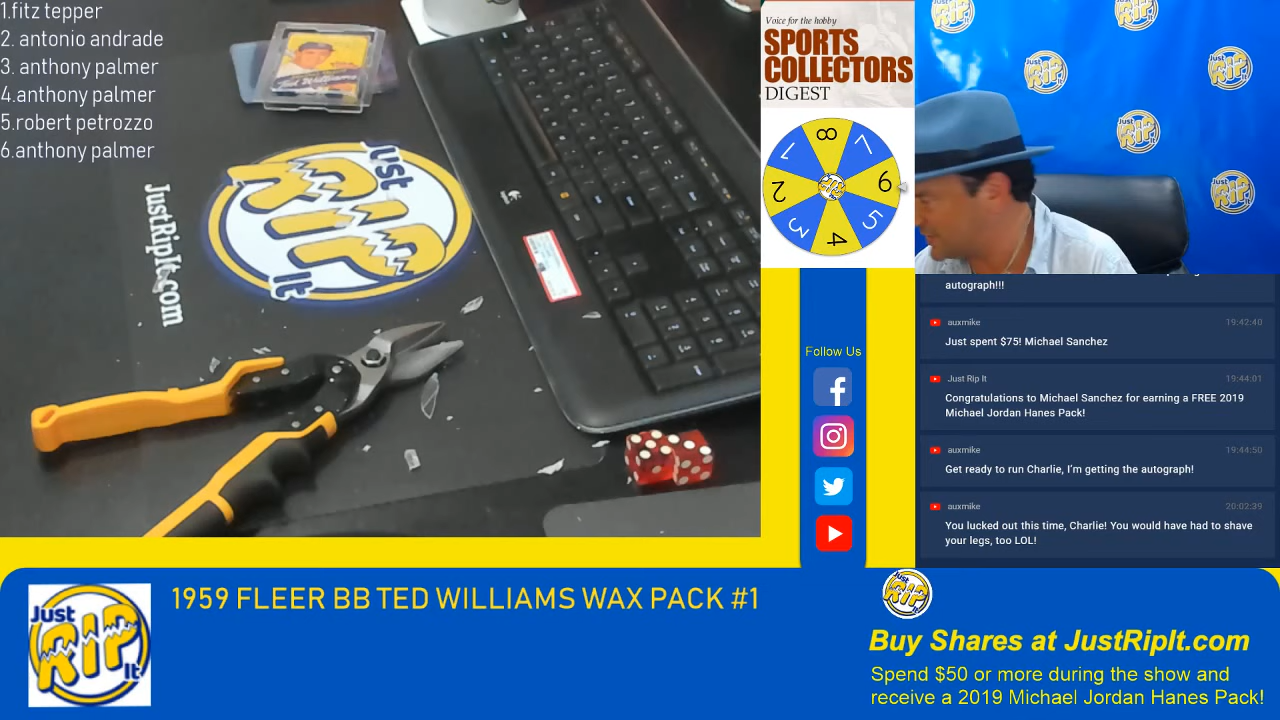 1.fitz tepper
2. antonio andrade
3. anthony palmer
4.anthony palmer
5.robert petrozzo
6.anthony palmer
Just
RIP
It
JustRipIt.com
Voice for the hobby
SPORTS
COLLECTORS
DIGEST
8
7
6
5
4
3
2
1
Follow Us
autograph!!!
auxmike 19:42:40
Just spent $75! Michael Sanchez
Just Rip It 19:44:01
Congratulations to Michael Sanchez for earning a FREE 2019
Michael Jordan Hanes Pack!
auxmike 19:44:50
Get ready to run Charlie, I'm getting the autograph!
auxmike 20:02:39
You lucked out this time, Charlie! You would have had to shave
your legs, too LOL!
Just
RIP
It
1959 FLEER BB TED WILLIAMS WAX PACK #1
Just
RIP
It
Buy Shares at JustRipIt.com
Spend $50 or more during the show and
receive a 2019 Michael Jordan Hanes Pack!